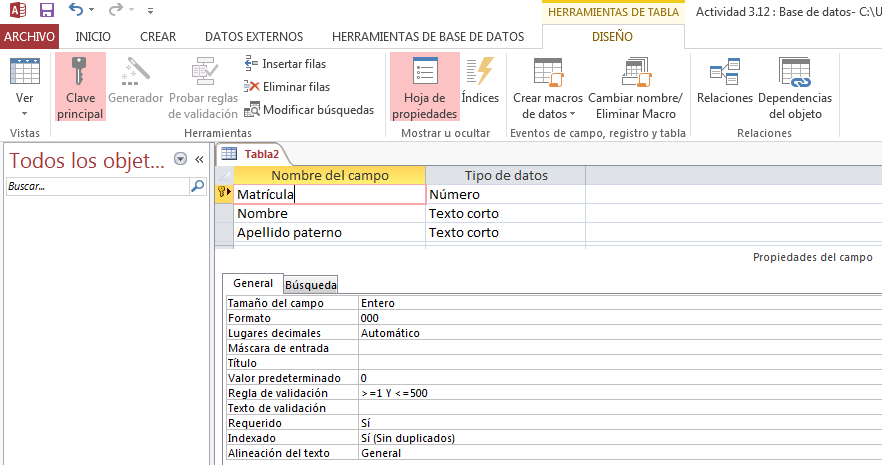 HERRAMIENTAS DE TABLA
Actividad 3.12 : Base de datos- C:\U
ARCHIVO INICIO CREAR DATOS EXTERNOS HERRAMIENTAS DE BASE DE DATOS DISEÑO
Ver
Clave principal
Generador
Probar reglas de validación
Insertar filas
Eliminar filas
Modificar búsquedas
Hoja de propiedades
Índices
Crear macros de datos
Cambiar nombre/ Eliminar Macro
Relaciones
Dependencias del objeto
Vistas Herramientas Mostrar u ocultar Eventos de campo, registro y tabla Relaciones
Todos los objet...
Buscar...
Tabla2
Nombre del campo Tipo de datos
Matrícula Número
Nombre Texto corto
Apellido paterno Texto corto
Propiedades del campo
General Búsqueda
Tamaño del campo Entero
Formato 000
Lugares decimales Automático
Máscara de entrada
Título
Valor predeterminado 0
Regla de validación >=1 Y <=500
Texto de validación
Requerido Sí
Indexado Sí (Sin duplicados)
Alineación del texto General